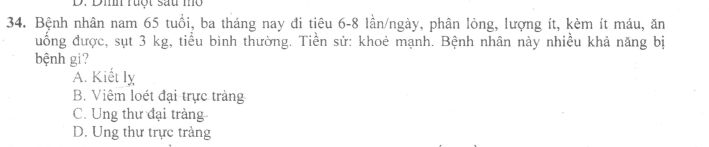 D. Dính ruột sau mổ
34. Bệnh nhân nam 65 tuổi, ba tháng nay đi tiêu 6-8 lần/ngày, phân lỏng, lượng ít, kèm ít máu, ăn
uống được, sụt 3 kg, tiểu bình thường. Tiền sử: khoẻ mạnh. Bệnh nhân này nhiều khả năng bị
bệnh gì?
A. Kiết lỵ
B. Viêm loét đại trực tràng
C. Ung thư đại tràng
D. Ung thư trực tràng